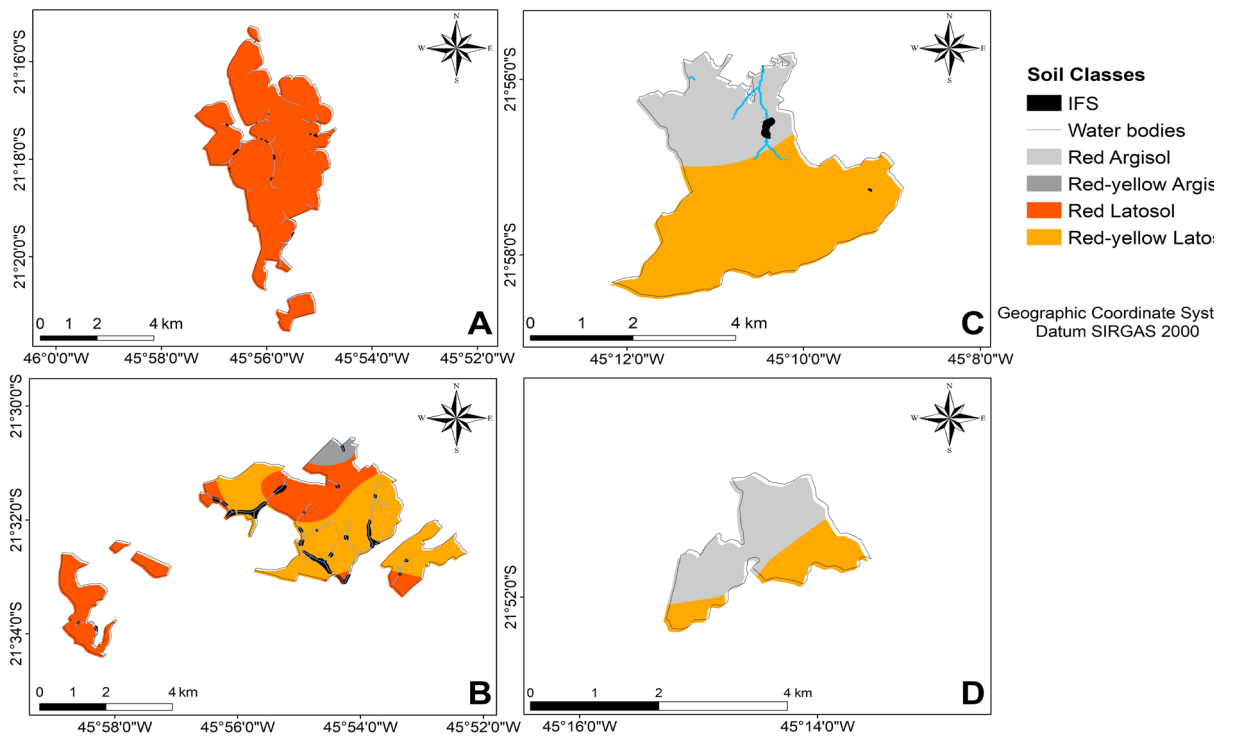 N
W E
S
21°16'0"S
21°18'0"S
21°20'0"S
0 1 2 4 km
A
46°0'0"W 45°58'0"W 45°56'0"W 45°54'0"W 45°52'0"W
N
W E
S
21°56'0"S
21°58'0"S
0 1 2 4 km
C
45°12'0"W 45°10'0"W 45°8'0"W
Soil Classes
IFS
Water bodies
Red Argisol
Red-yellow Argis
Red Latosol
Red-yellow Latos
Geographic Coordinate Syst
Datum SIRGAS 2000
N
W E
S
21°30'0"S
21°32'0"S
21°34'0"S
0 1 2 4 km
B
45°58'0"W 45°56'0"W 45°54'0"W 45°52'0"W
N
W E
S
21°52'0"S
0 1 2 4 km
D
45°16'0"W 45°14'0"W